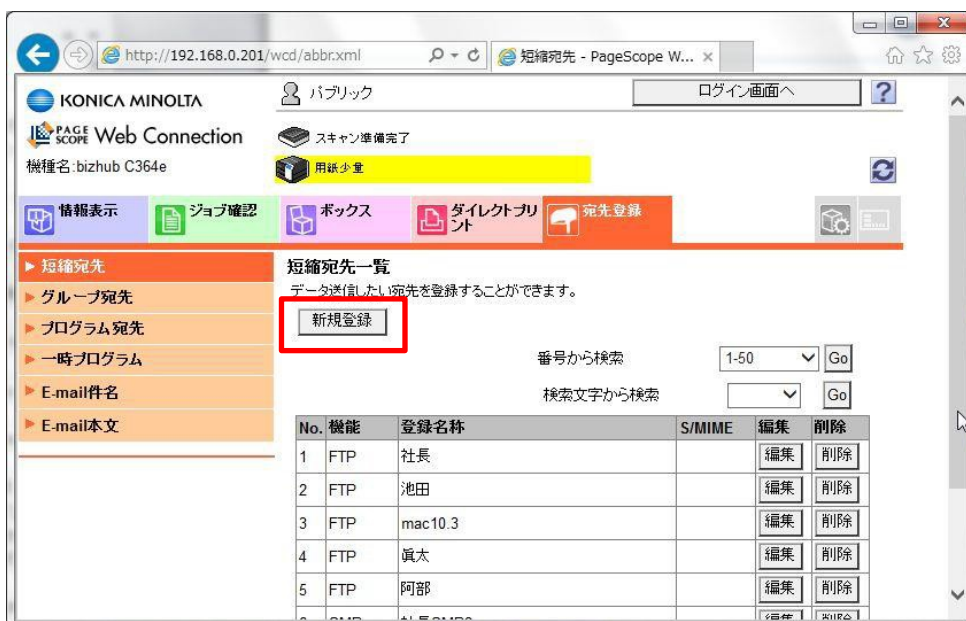 http://192.168.0.201/wcd/abbr.xml
短縮宛先 - PageScope W...
KONICA MINOLTA
パブリック
ログイン画面へ
?
PAGE SCOPE Web Connection
スキャン準備完了
機種名:bizhub C364e
用紙少量
情報表示
ジョブ確認
ボックス
ダイレクトプリ
ント
宛先登録
短縮宛先
グループ宛先
プログラム宛先
一時プログラム
E-mail件名
E-mail本文
短縮宛先一覧
データ送信したい宛先を登録することができます。
新規登録
番号から検索 1-50 Go
検索文字から検索 Go
No. 機能 登録名称 S/MIME 編集 削除
1 FTP 社長 編集 削除
2 FTP 池田 編集 削除
3 FTP mac10.3 編集 削除
4 FTP 眞太 編集 削除
5 FTP 阿部 編集 削除